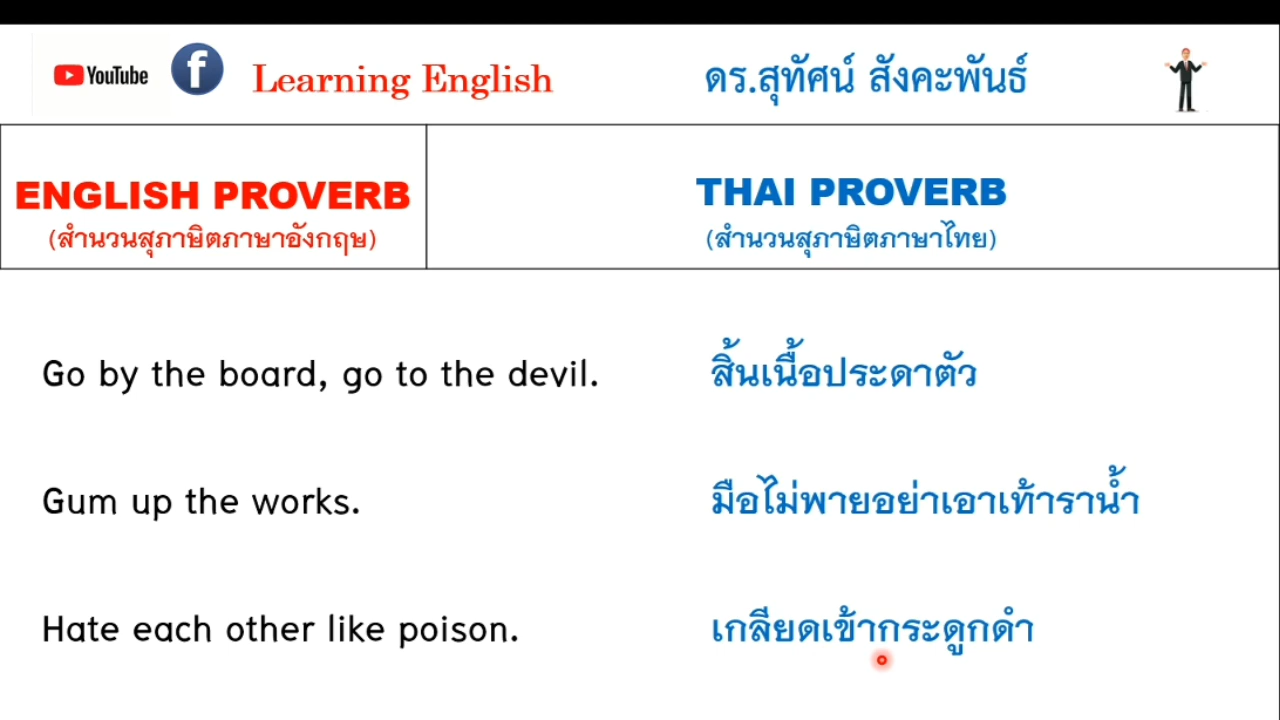 YouTube f Learning English ดร.สุทัศน์ สังคะพันธ์
ENGLISH PROVERB
(สำนวนสุภาษิตภาษาอังกฤษ)
THAI PROVERB
(สำนวนสุภาษิตภาษาไทย)
Go by the board, go to the devil. สิ้นเนื้อประดาตัว
Gum up the works. มือไม่พายอย่าเอาเท้าราน้ำ
Hate each other like poison. เกลียดเข้ากระดูกดำ